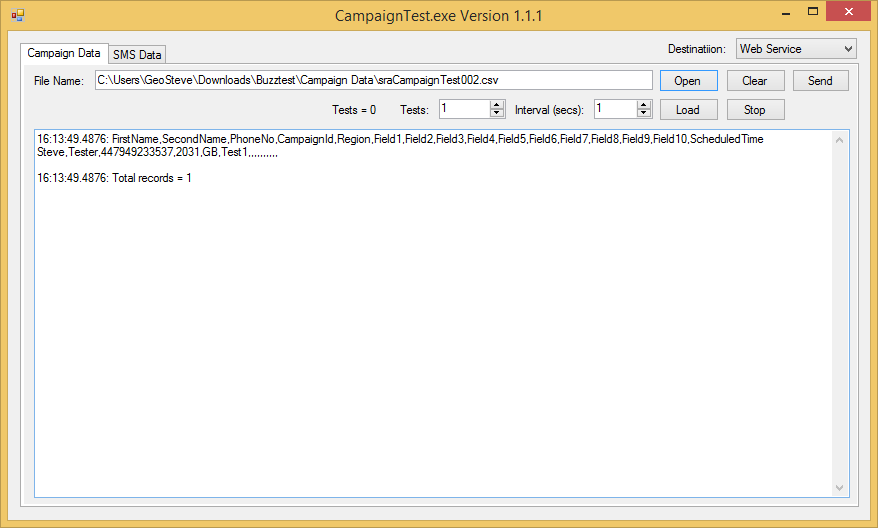 CampaignTest.exe Version 1.1.1
Campaign Data SMS Data
Destinatiion: Web Service
File Name: C:\Users\GeoSteve\Downloads\Buzztest\Campaign Data\sraCampaignTest002.csv Open Clear Send
Tests = 0 Tests: 1 Interval (secs): 1 Load Stop
16:13:49.4876: FirstName,SecondName,PhoneNo,CampaignId,Region,Field1,Field2,Field3,Field4,Field5,Field6,Field7,Field8,Field9,Field10,ScheduledTime
Steve,Tester,447949233537,2031,GB,Test1,,,,,,,,,,
16:13:49.4876: Total records = 1